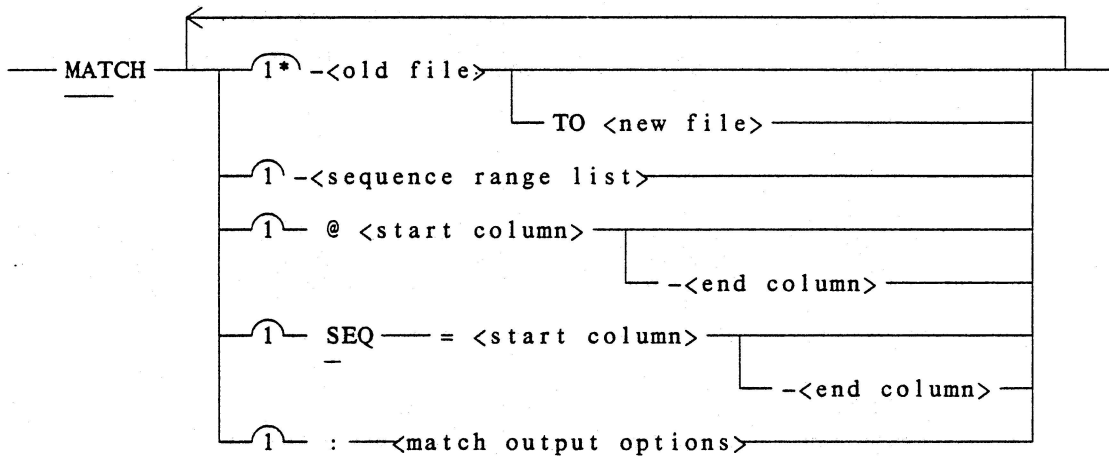 MATCH 1* -<old file>
TO <new file>
1 -<sequence range list>
1 @ <start column>
-<end column>
1 SEQ = <start column>
-<end column>
1 : <match output options>